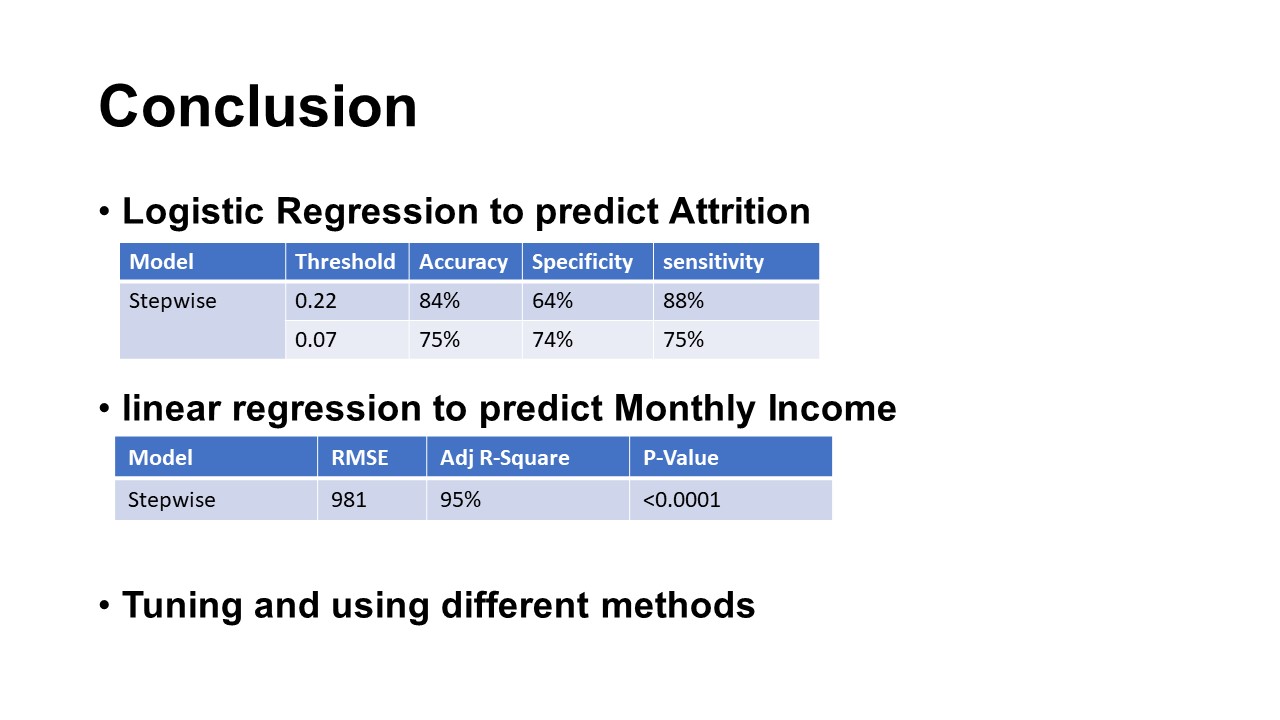 Conclusion
• Logistic Regression to predict Attrition
Model Threshold Accuracy Specificity sensitivity
Stepwise 0.22 84% 64% 88%
0.07 75% 74% 75%
• linear regression to predict Monthly Income
Model RMSE Adj R-Square P-Value
Stepwise 981 95% <0.0001
• Tuning and using different methods